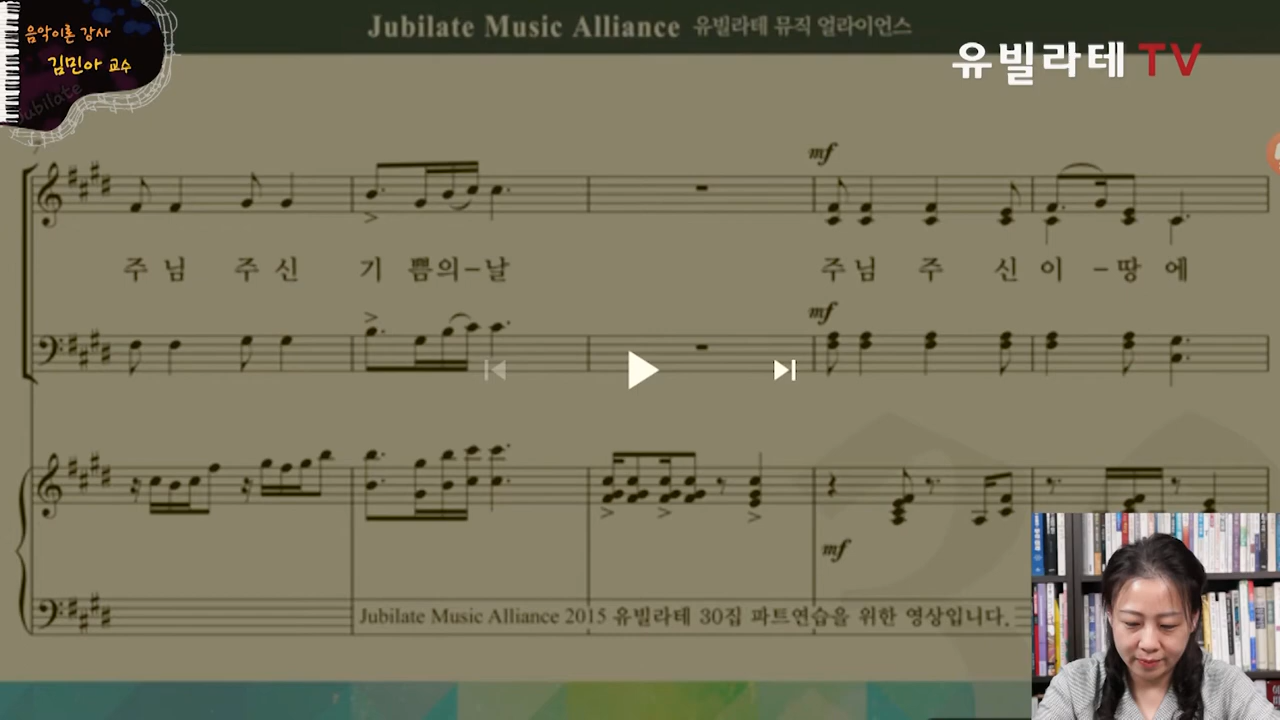 Jubilate Music Alliance 유빌라테 뮤직 얼라이언스
음악이론 강사
김민아 교수
Jubilate
유빌라테 TV
mf
주 님 주 신 기 쁨의-날 주 님 주 신 이 -땅 에
mf
mf
Jubilate Music Alliance 2015 유빌라테 30집 파트연습을 위한 영상입니다.